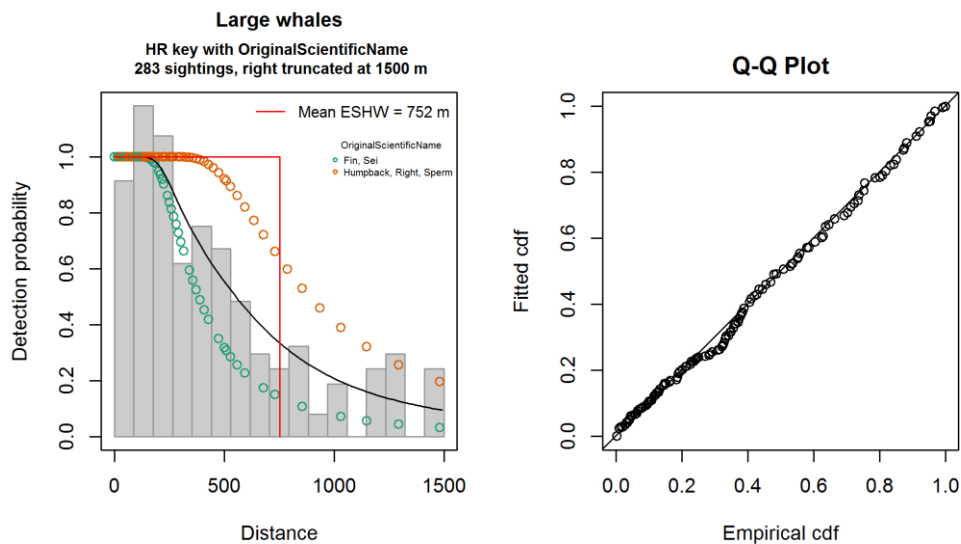 Large whales
HR key with OriginalScientificName
283 sightings, right truncated at 1500 m
Mean ESHW = 752 m
OriginalScientificName
Fin, Sei
Humpback, Right, Sperm
Detection probability
1.0
0.8
0.6
0.4
0.2
0.0
0 500 1000 1500
Distance
Q-Q Plot
Fitted cdf
1.0
0.8
0.6
0.4
0.2
0.0
0.0 0.2 0.4 0.6 0.8 1.0
Empirical cdf